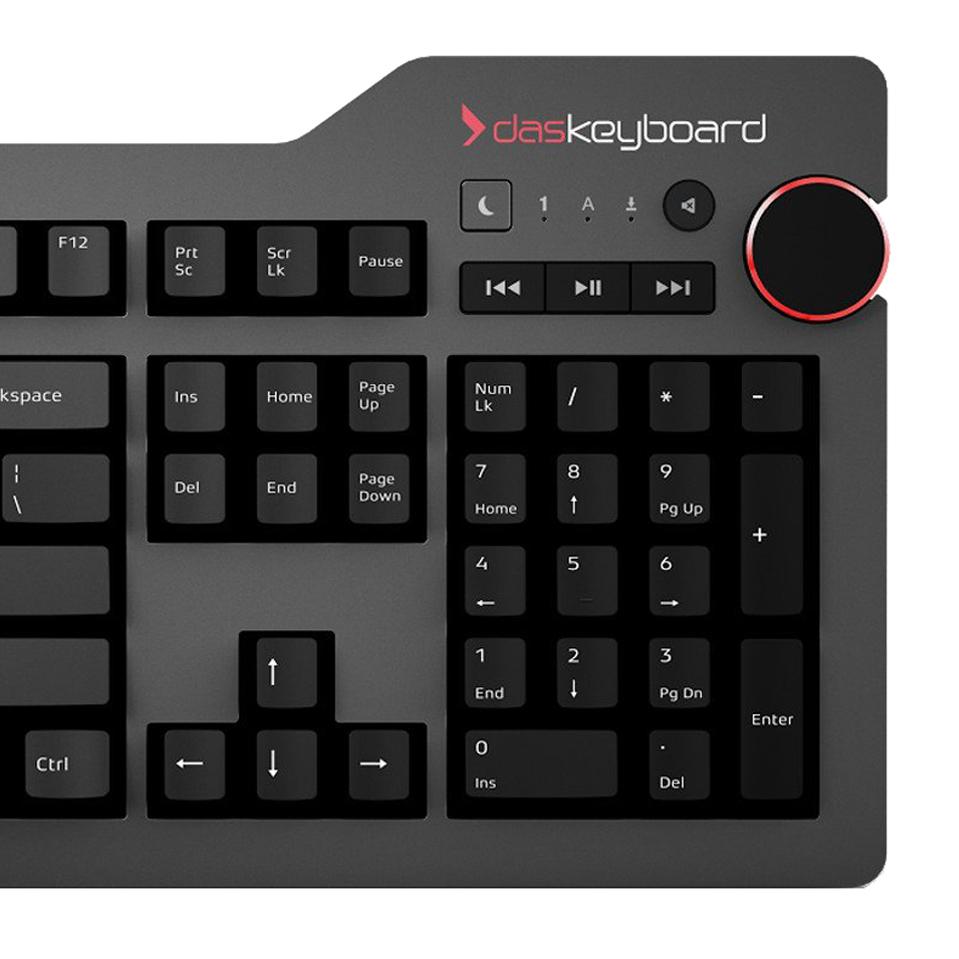 daskeyboard
1 A
F12
Prt
Sc
Scr
Lk
Pause
kspace
Ins
Home
Page
Up
Num
Lk
/
*
-
¦
\
Del
End
Page
Down
7
Home
8
↑
9
Pg Up
+
4
←
5
6
→
↑
1
End
2
↓
3
Pg Dn
Enter
Ctrl
←
↓
→
0
Ins
.
Del